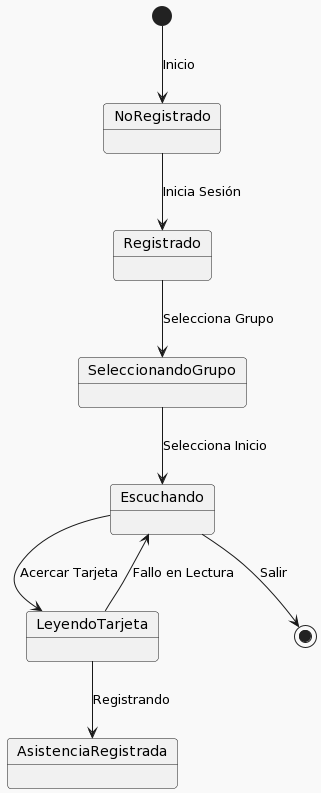 Inicio
NoRegistrado
Inicia Sesión
Registrado
Selecciona Grupo
SeleccionandoGrupo
Selecciona Inicio
Escuchando
Acercar Tarjeta
Fallo en Lectura
Salir
LeyendoTarjeta
Registrando
AsistenciaRegistrada